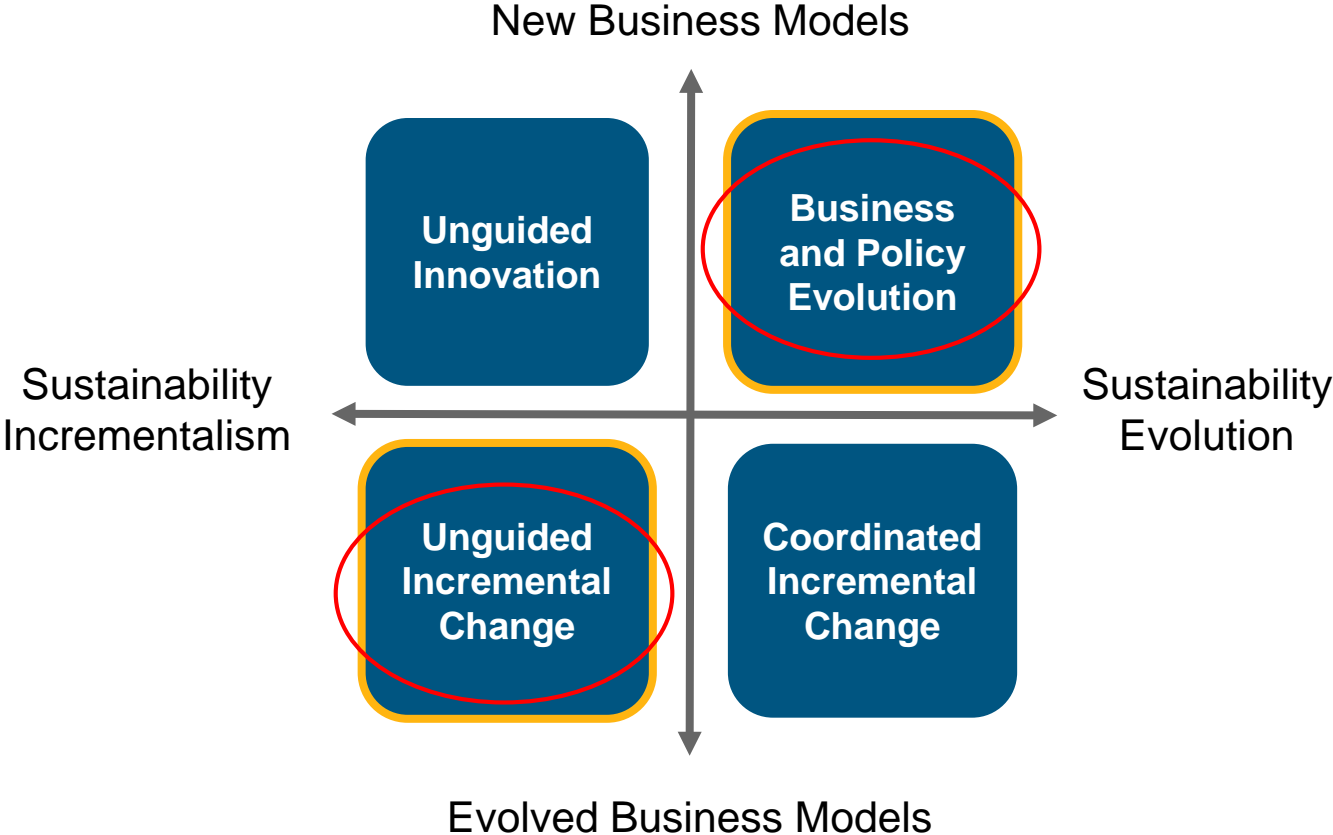 New Business Models
Unguided
Innovation
Business
and Policy
Evolution
Sustainability
Incrementalism
Sustainability
Evolution
Unguided
Incremental
Change
Coordinated
Incremental
Change
Evolved Business Models